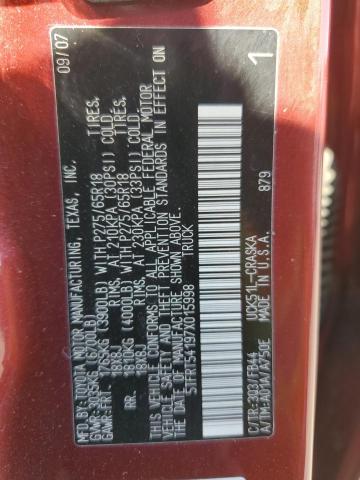 MFD. BY: TOYOTA MOTOR MANUFACTURING, TEXAS, INC. 09/07
GVWR: 3035KG (6700LB)
GAWR: FRT. 1765KG (3900LB) WITH P275/65R18 TIRES,
18X8J RIMS, AT 210KPA (30PSI) COLD.
RR. 1810KG (4000LB) WITH P275/65R18 TIRES,
18X8J RIMS, AT 230KPA (33PSI) COLD.
THIS VEHICLE CONFORMS TO ALL APPLICABLE FEDERAL MOTOR
VEHICLE SAFETY AND THEFT PREVENTION STANDARDS IN EFFECT
ON THE DATE OF MANUFACTURE SHOWN ABOVE.
5TFRT54197X015998 TRUCK
C/TR: 3Q3/FB44 UCK51L-CRASKA 879
A/TM: A01A/A750E U.S.A. 1